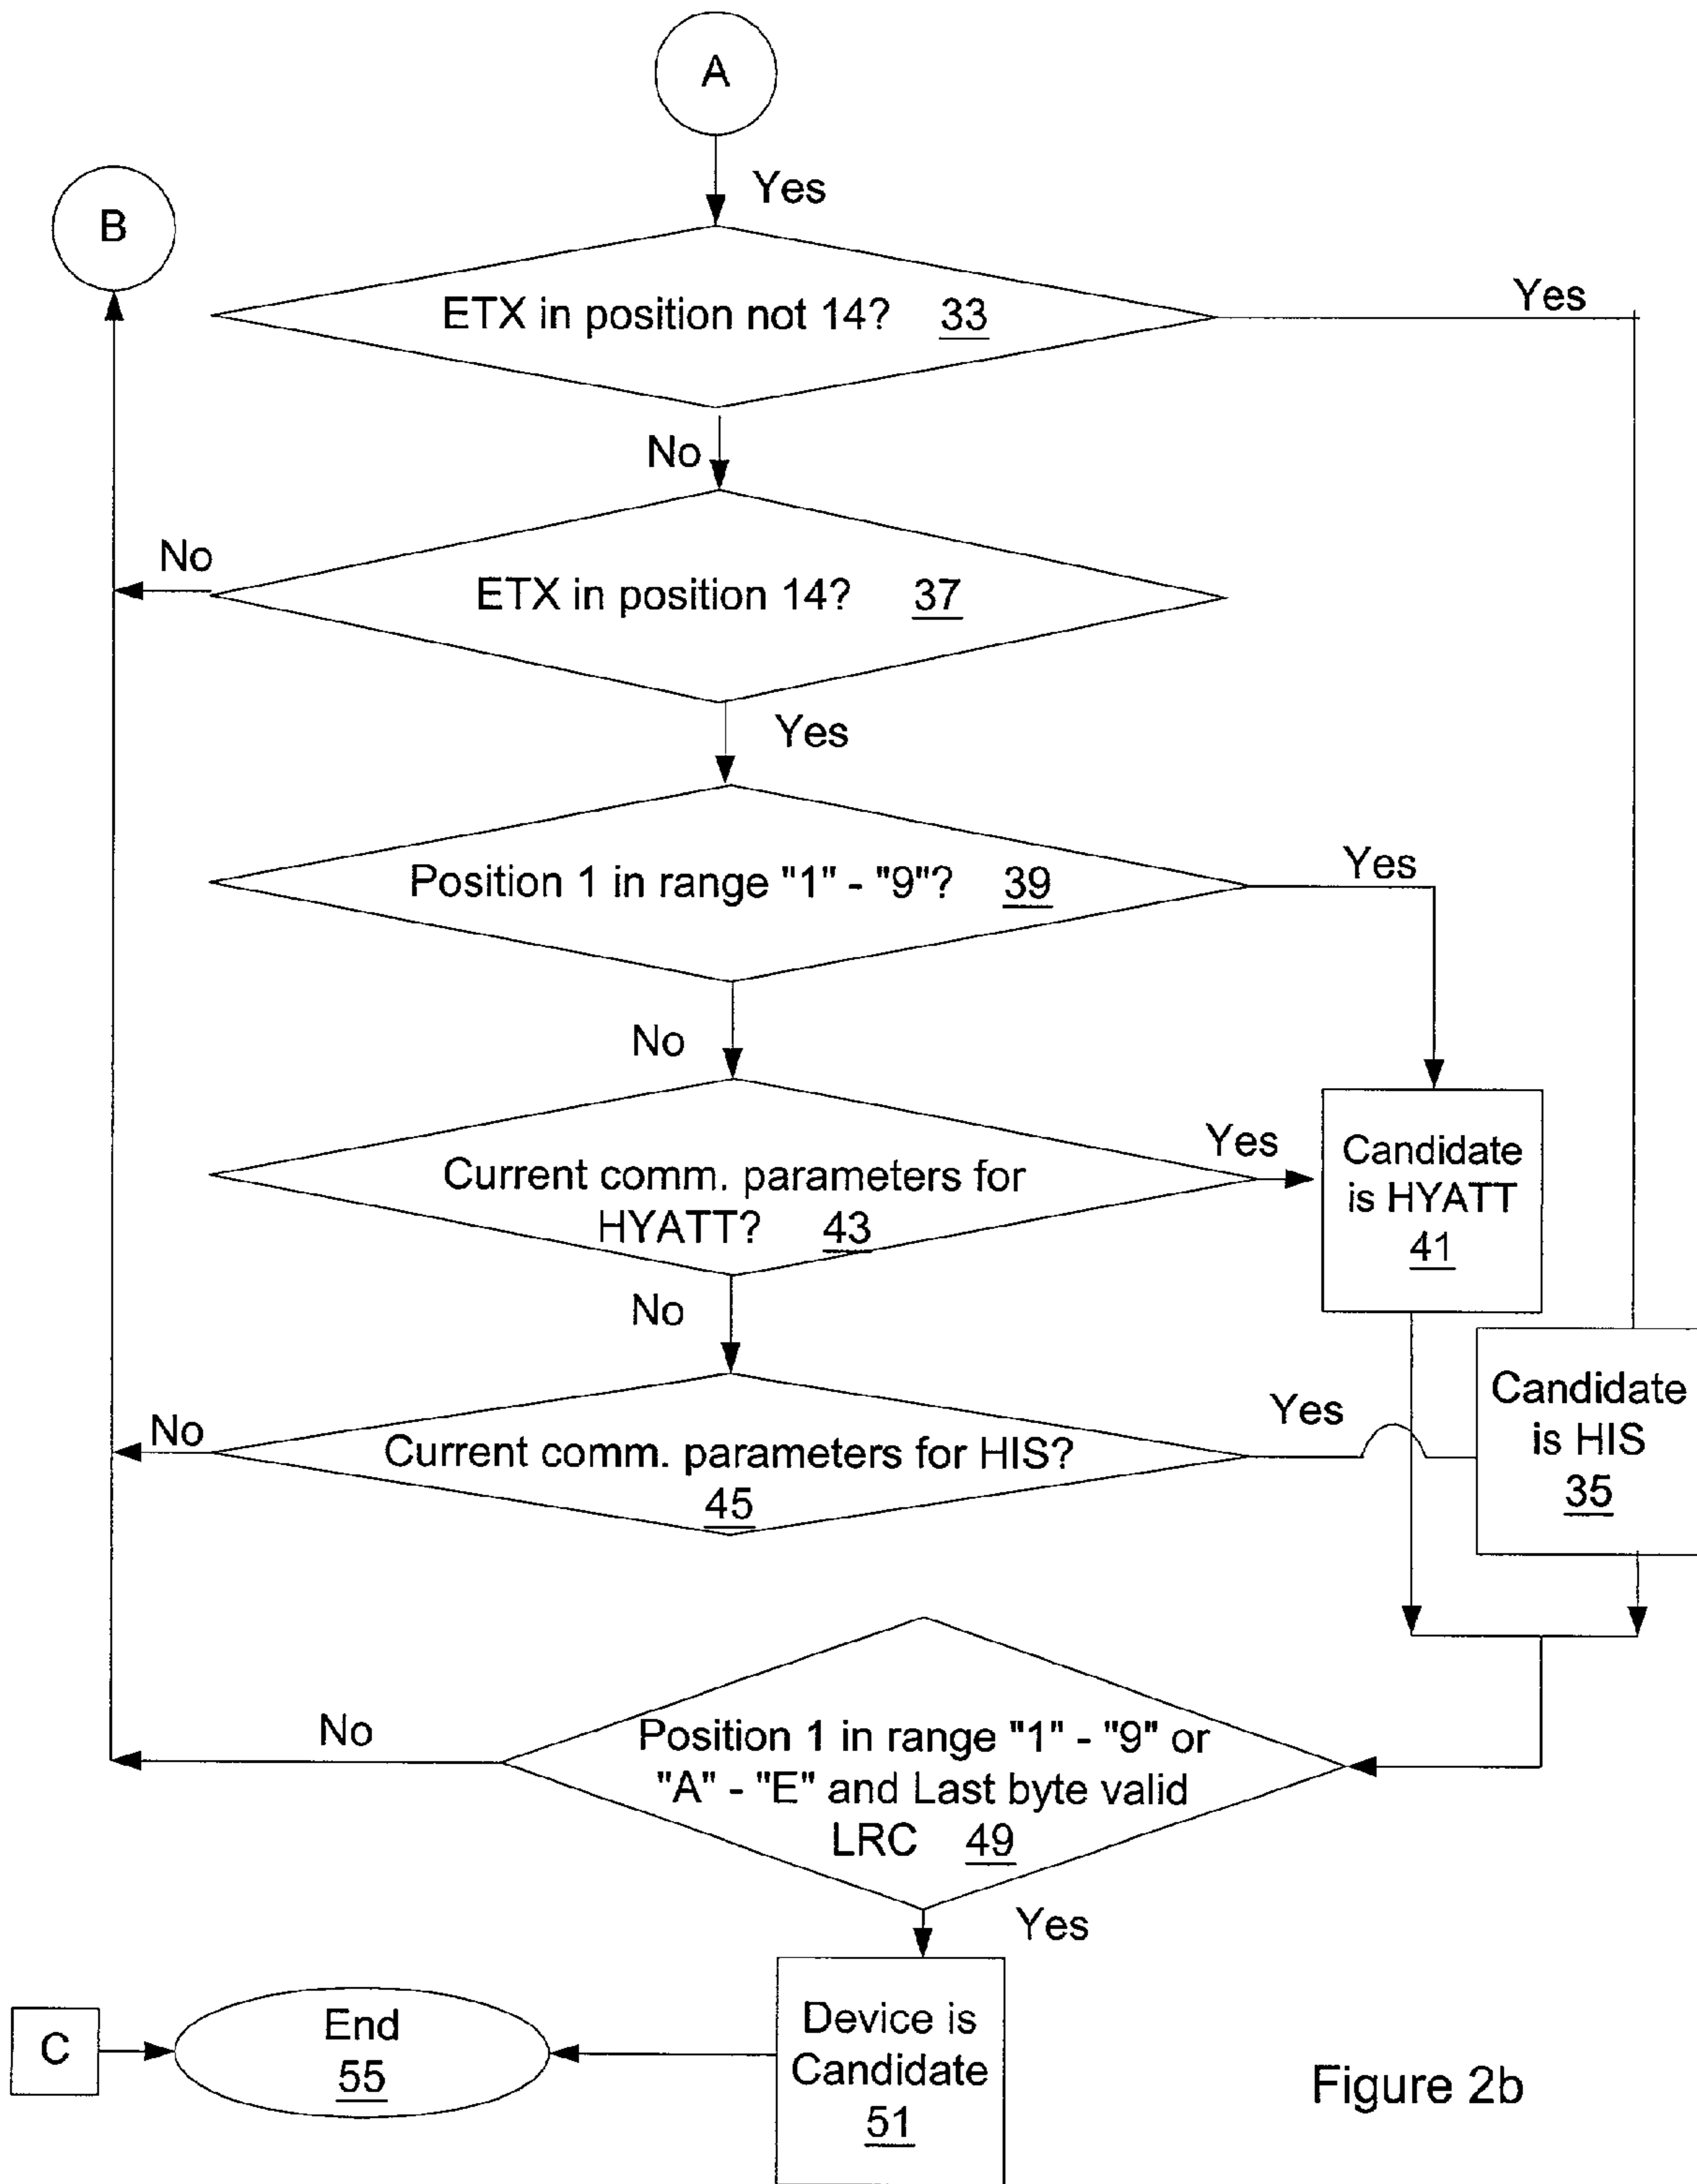 A
Yes
B
ETX in position not 14? 33
Yes
No
No
ETX in position 14? 37
Yes
Position 1 in range "1" - "9"? 39
Yes
No
Current comm. parameters for
HYATT? 43
Yes
Candidate
is HYATT
41
No
No
Current comm. parameters for HIS?
45
Yes
Candidate
is HIS
35
No
Position 1 in range "1" - "9" or
"A" - "E" and Last byte valid
LRC 49
Yes
C
End
55
Device is
Candidate
51
Figure 2b